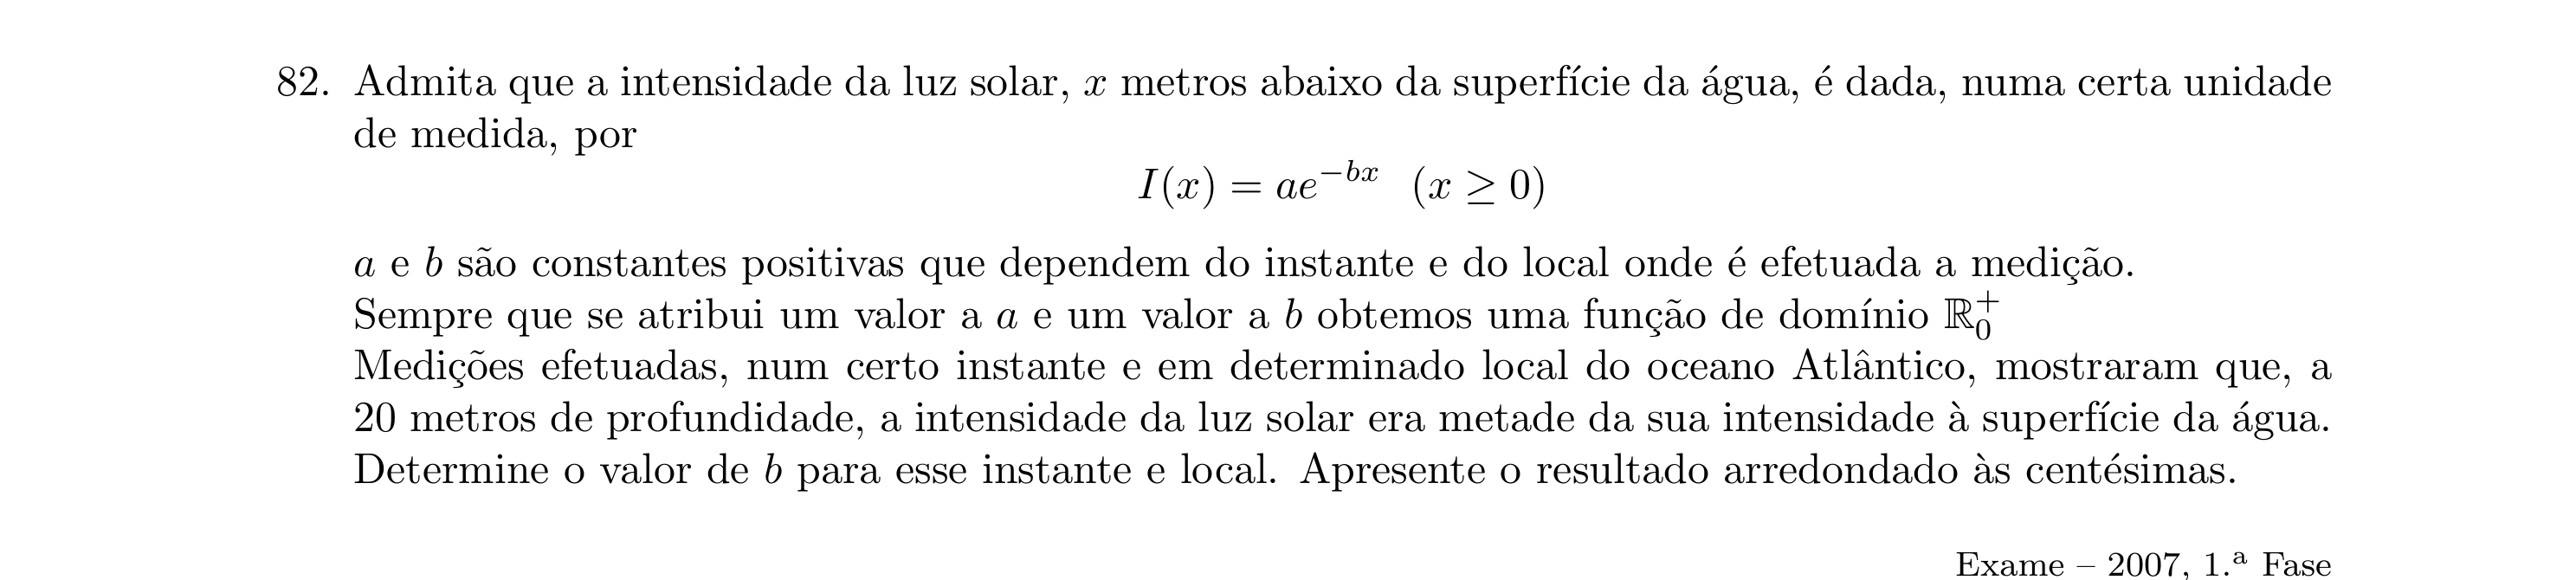 82. Admita que a intensidade da luz solar, x metros abaixo da superfície da água, é dada, numa certa unidade
de medida, por
I(x) = ae^{-bx} (x ≥ 0)
a e b são constantes positivas que dependem do instante e do local onde é efetuada a medição.
Sempre que se atribui um valor a a e um valor a b obtemos uma função de domínio ℝ₀⁺
Medições efetuadas, num certo instante e em determinado local do oceano Atlântico, mostraram que, a
20 metros de profundidade, a intensidade da luz solar era metade da sua intensidade à superfície da água.
Determine o valor de b para esse instante e local. Apresente o resultado arredondado às centésimas.
Exame – 2007, 1.ª Fase